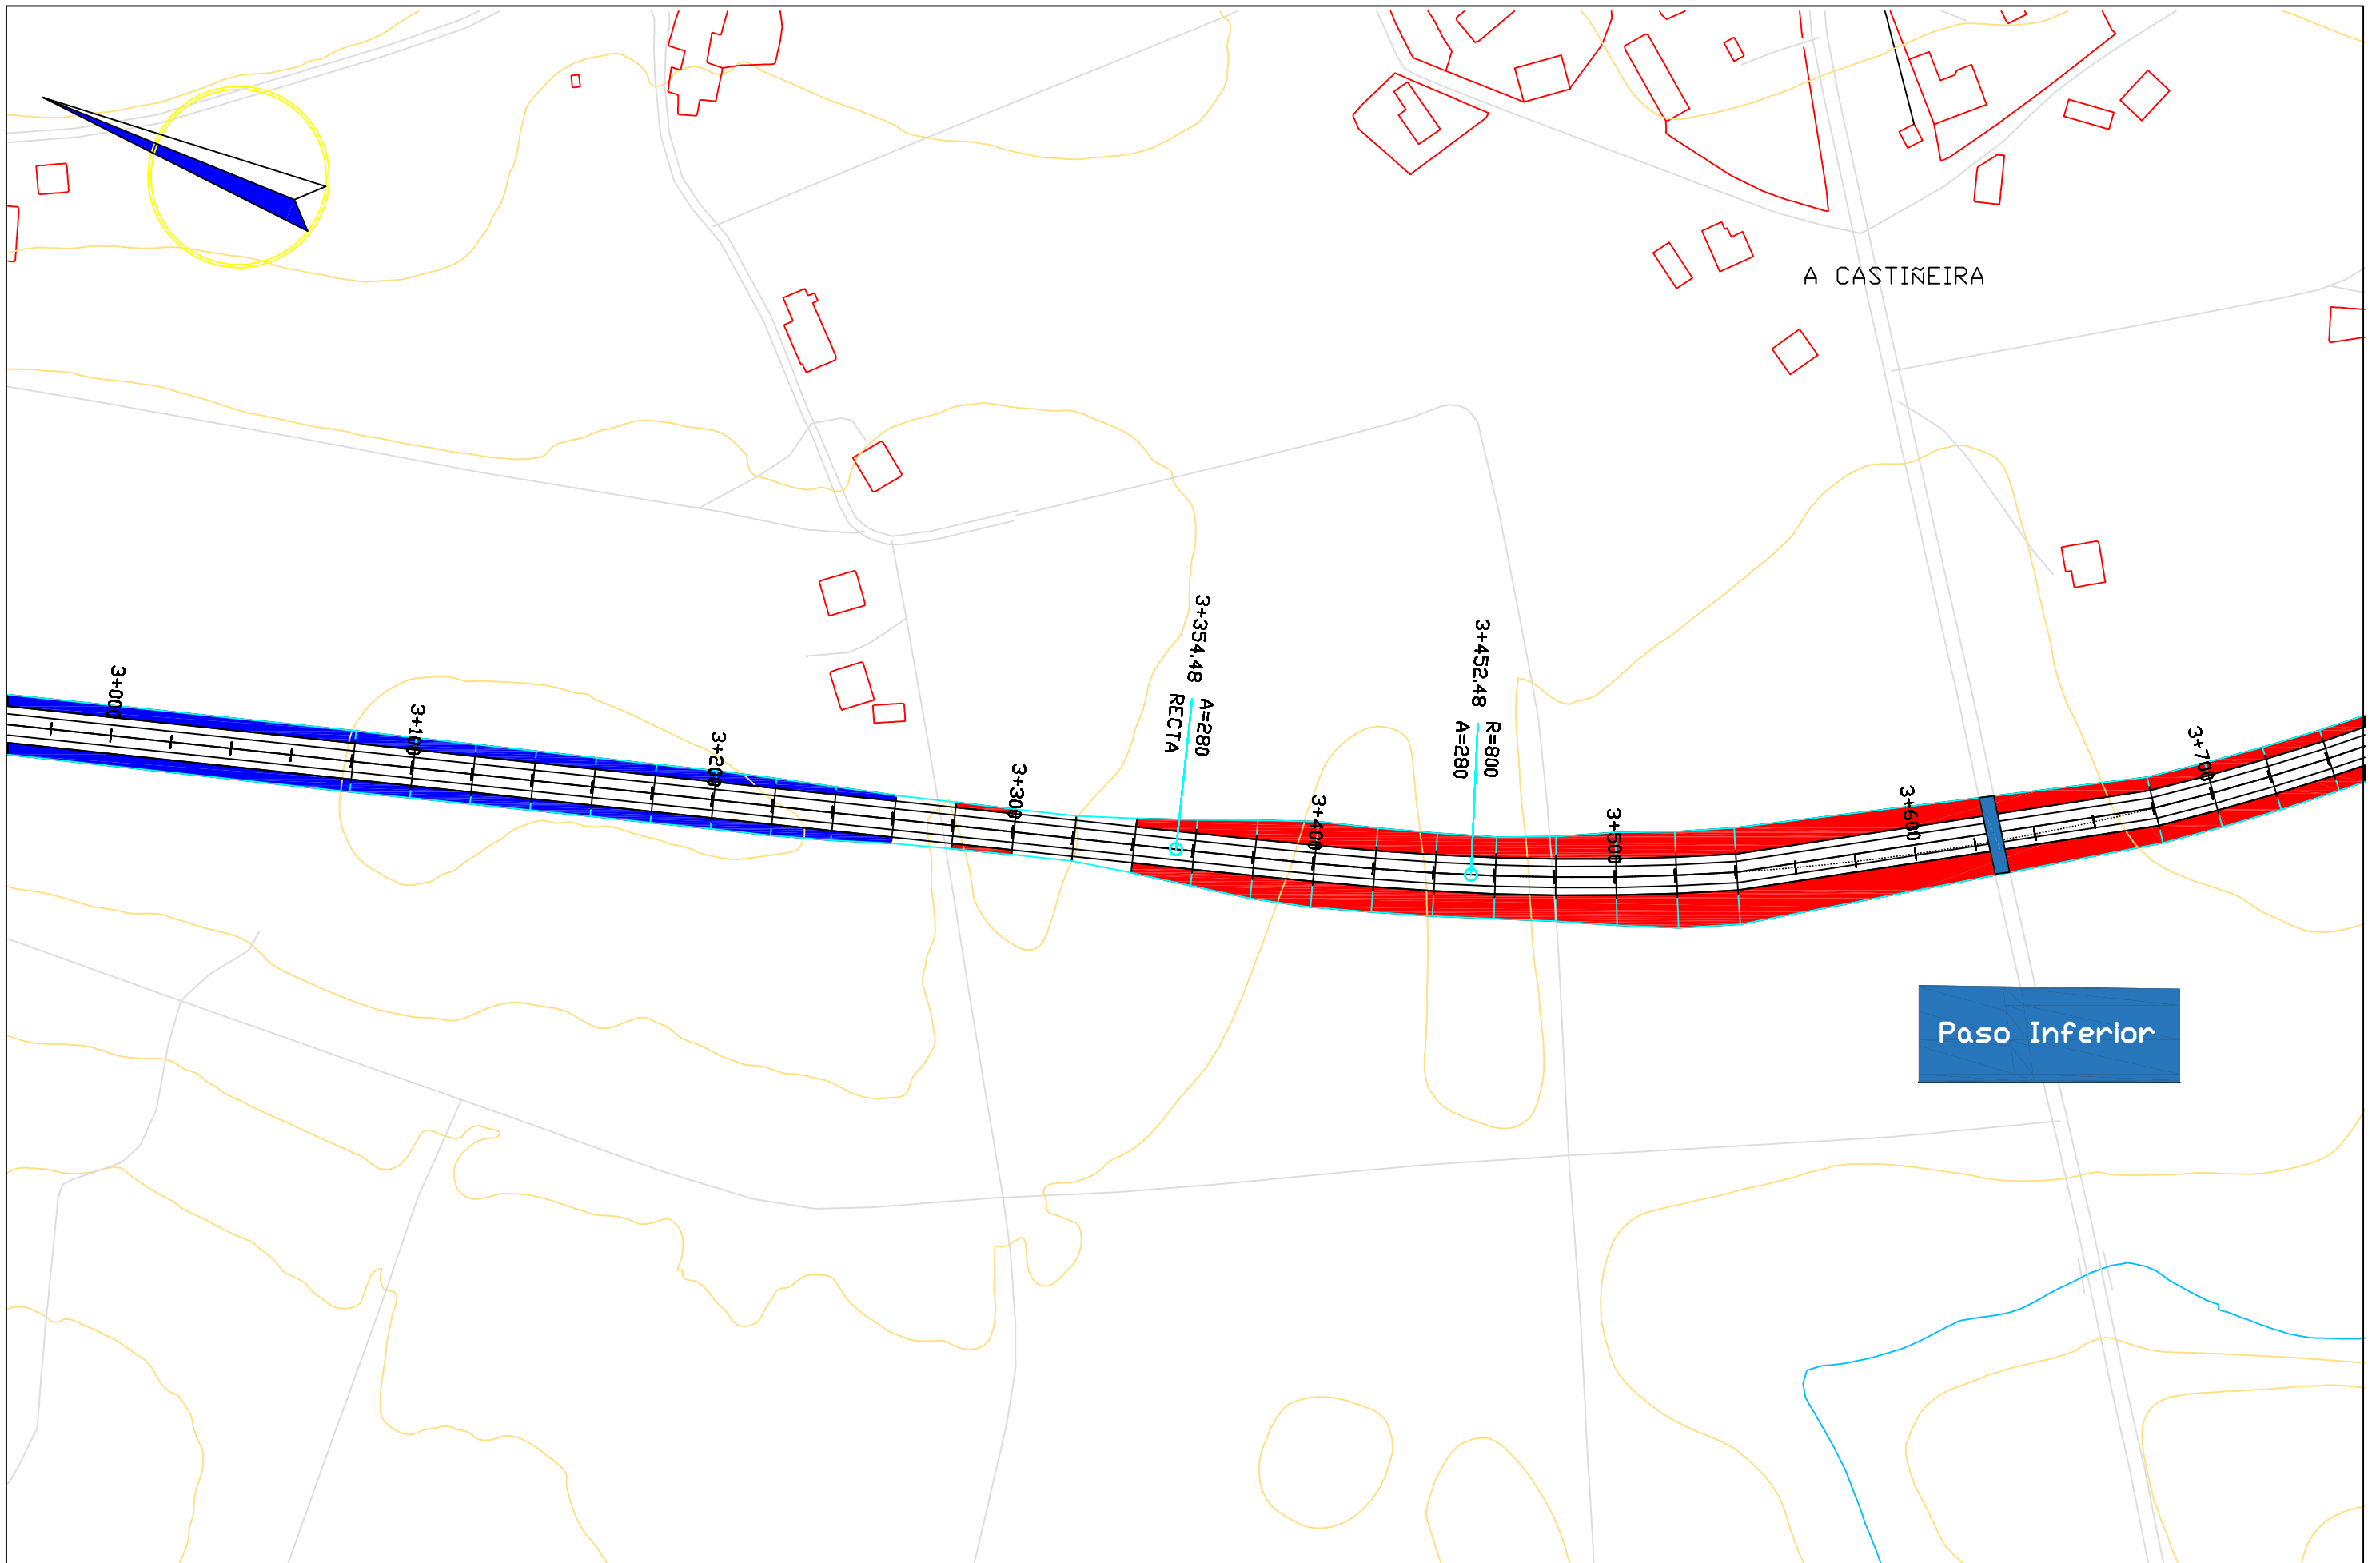 A CASTIÑEIRA
3+000
3+100
3+200
3+300
3+354.48 A=280
RECTA
3+400
3+452.48 R=800
A=280
3+500
3+600
3+700
Paso Inferior